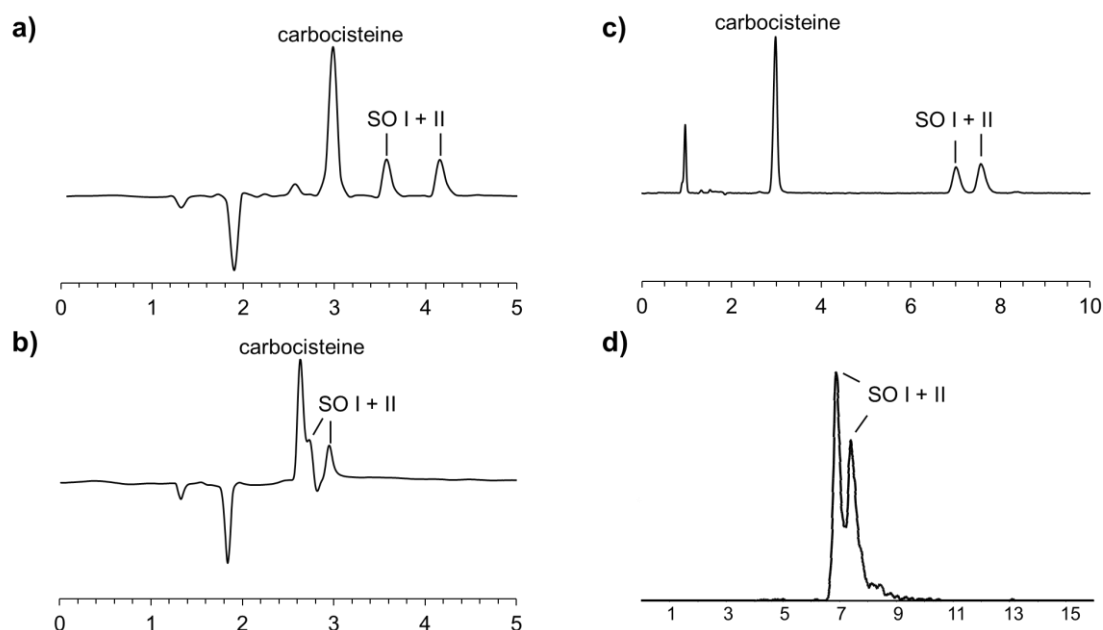 a)
carbocisteine
SO I + II
0 1 2 3 4 5
b)
carbocisteine
SO I + II
0 1 2 3 4 5
c)
carbocisteine
SO I + II
0 2 4 6 8 10
d)
SO I + II
1 3 5 7 9 11 13 15